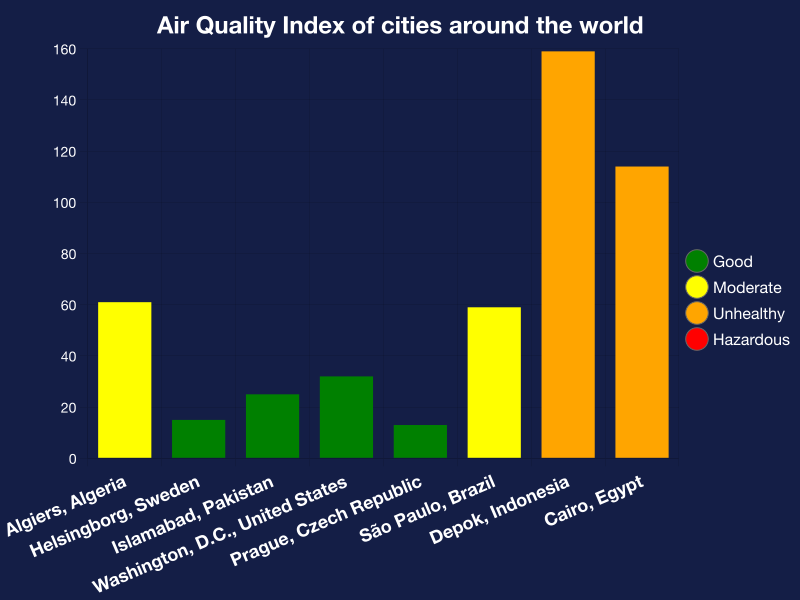 Air Quality Index of cities around the world
160
140
120
100
80
60
40
20
0
Good
Moderate
Unhealthy
Hazardous
Algiers, Algeria
Helsingborg, Sweden
Islamabad, Pakistan
Washington, D.C., United States
Prague, Czech Republic
São Paulo, Brazil
Depok, Indonesia
Cairo, Egypt